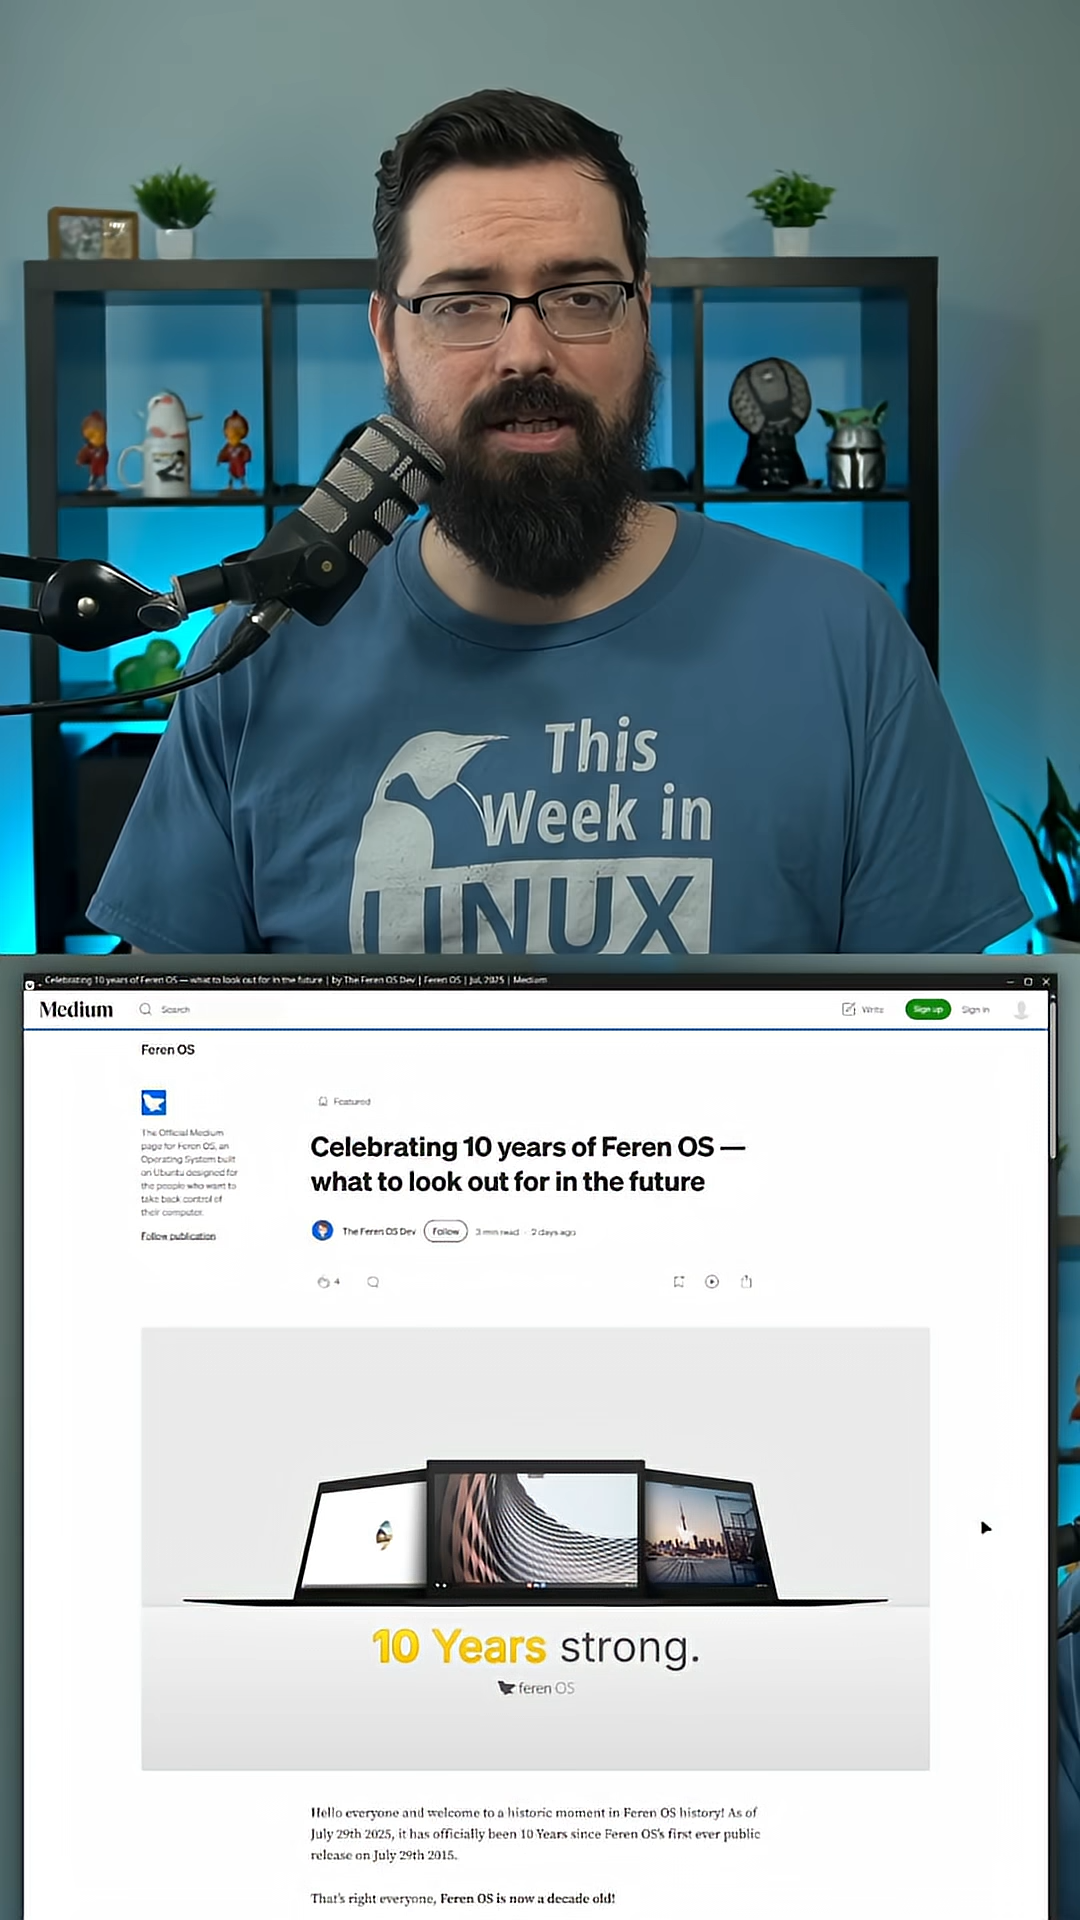 RODE
This
Week in
LINUX
Celebrating 10 years of Feren OS — what to look out for in the future | by The Feren OS Dev | Feren OS | Jul, 2025 | Medium
Medium
Search
Write
Sign up
Sign in
Feren OS
The Official Medium
page for Feren OS, an
Operating System built
on Ubuntu designed for
the people who want to
take back control of
their computer.
Follow publication
Featured
Celebrating 10 years of Feren OS —
what to look out for in the future
The Feren OS Dev
Follow
3 min read · 2 days ago
4
10 Years strong.
feren OS
Hello everyone and welcome to a historic moment in Feren OS history! As of
July 29th 2025, it has officially been 10 Years since Feren OS's first ever public
release on July 29th 2015.
That's right everyone, Feren OS is now a decade old!